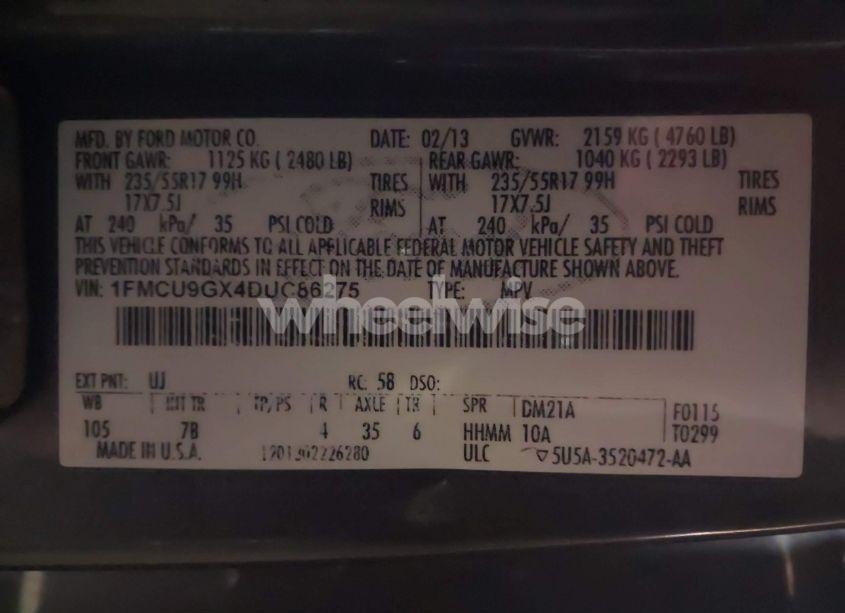 MFD. BY FORD MOTOR CO. DATE: 02/13 GVWR: 2159 KG ( 4760 LB)
FRONT GAWR: 1125 KG ( 2480 LB) REAR GAWR: 1040 KG ( 2293 LB)
WITH 235/55R17 99H TIRES WITH 235/55R17 99H TIRES
17X7.5J RIMS 17X7.5J RIMS
AT 240 kPa/ 35 PSI COLD AT 240 kPa/ 35 PSI COLD
THIS VEHICLE CONFORMS TO ALL APPLICABLE FEDERAL MOTOR VEHICLE SAFETY AND THEFT
PREVENTION STANDARDS IN EFFECT ON THE DATE OF MANUFACTURE SHOWN ABOVE.
VIN: 1FMCU9GX4DUC86275 TYPE: MPV
wheelwise
EXT PNT: UJ RC: 58 DSO:
WB INT TR TP/PS R AXLE TR SPR DM21A F0115
105 7B 4 35 6 HHMM 10A T0299
MADE IN U.S.A. 1201302226280 ULC 5U5A-3520472-AA